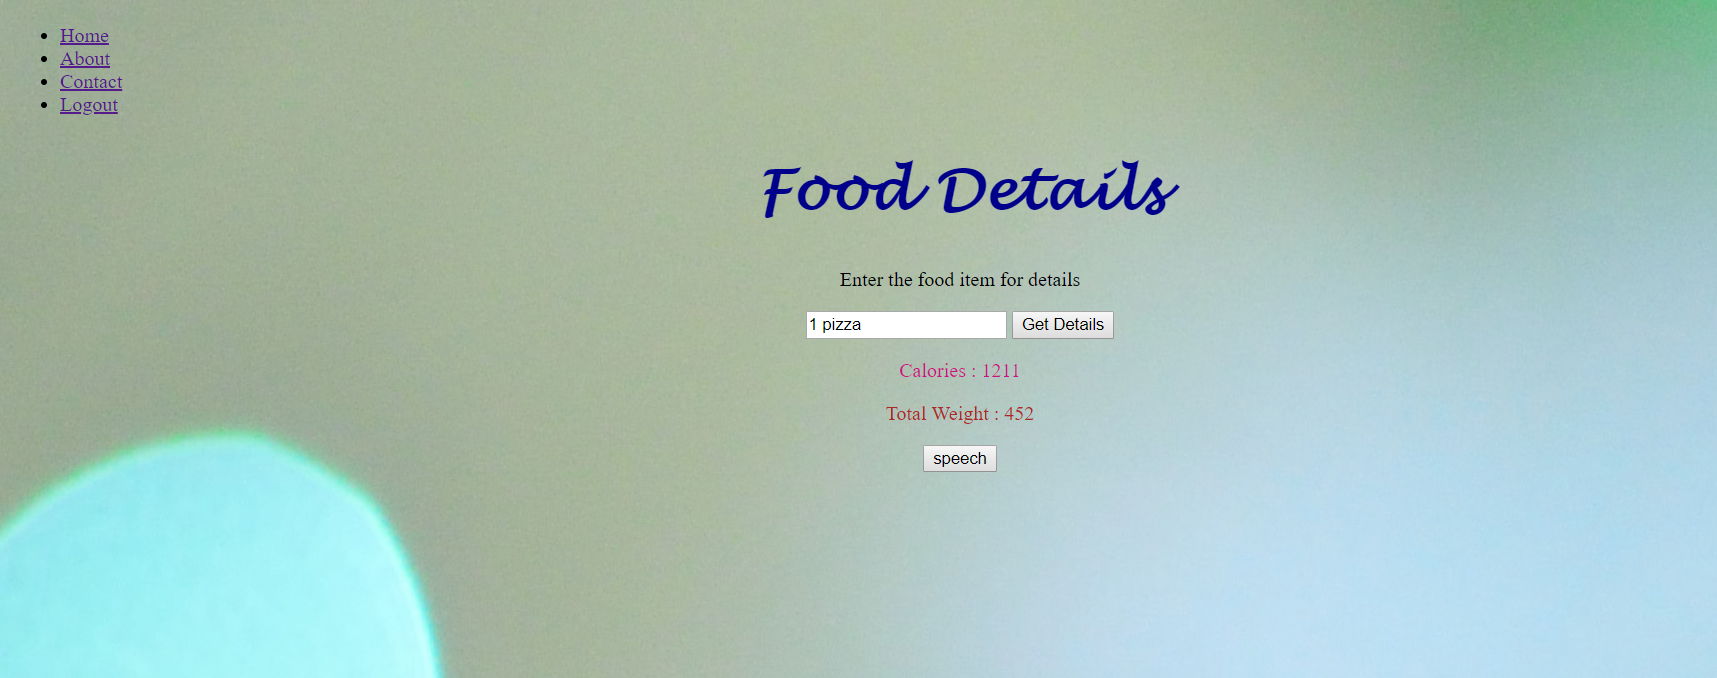 Home
About
Contact
Logout
Food Details
Enter the food item for details
1 pizza Get Details
Calories : 1211
Total Weight : 452
speech